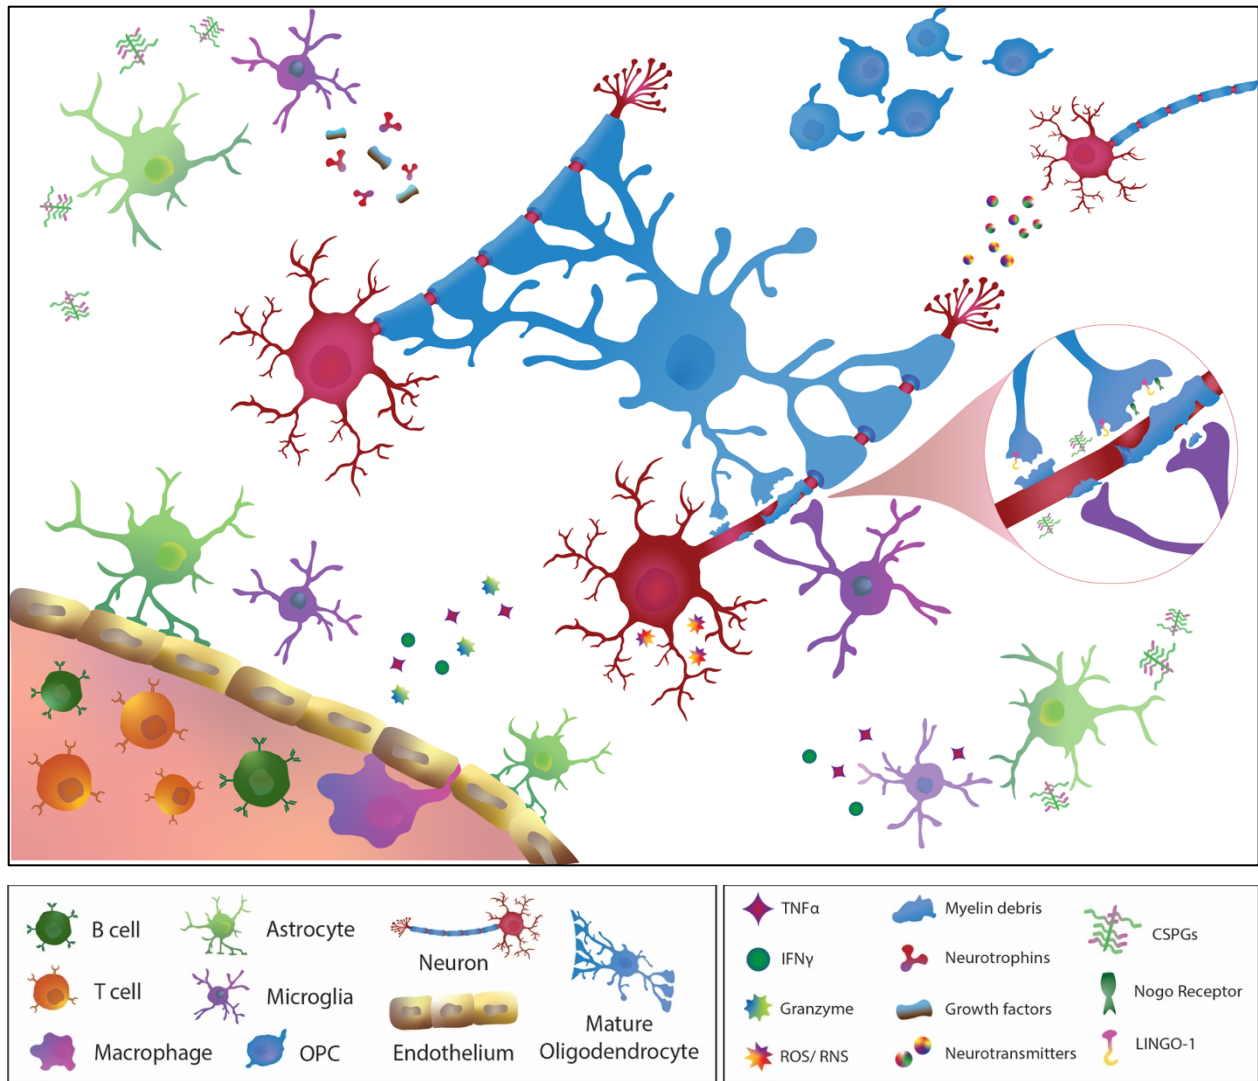 B cell
Astrocyte
Neuron
T cell
Microglia
Macrophage
OPC
Endothelium
Mature
Oligodendrocyte
TNFα
Myelin debris
CSPGs
IFNγ
Neurotrophins
Nogo Receptor
Granzyme
Growth factors
LINGO-1
ROS/ RNS
Neurotransmitters